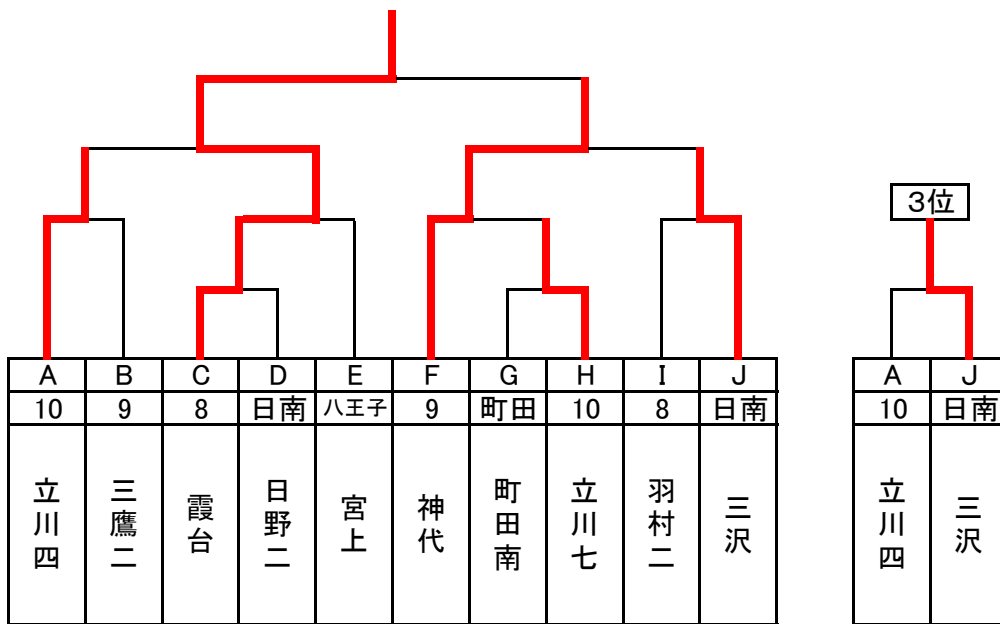 3位
A B C D E F G H I J
10 9 8 日南 八王子 9 町田 10 8 日南
立川四 三鷹二 霞台 日野二 宮上 神代 町田南 立川七 羽村二 三沢
A J
10 日南
立川四 三沢